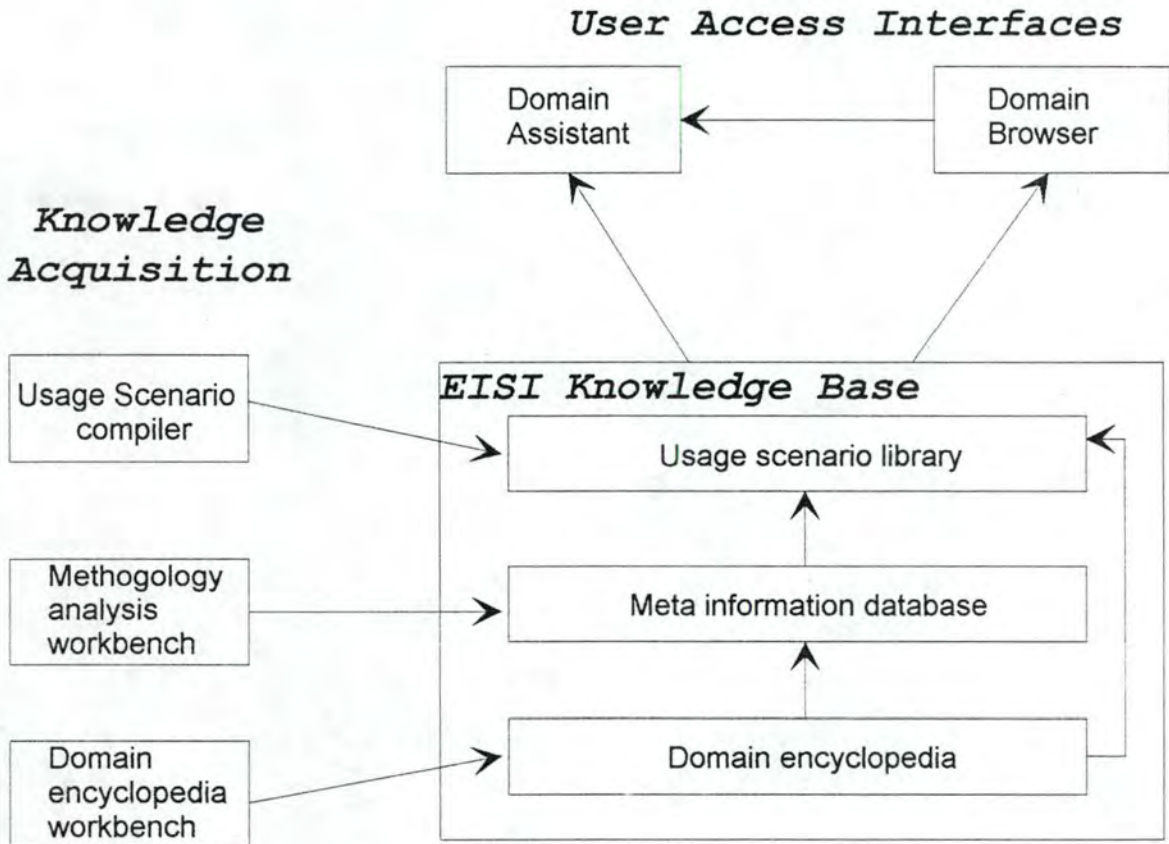 User Access Interfaces
Domain
Assistant
Domain
Browser
Knowledge
Acquisition
Usage Scenario
compiler
EISI Knowledge Base
Usage scenario library
Methogology
analysis
workbench
Meta information database
Domain
encyclopedia
workbench
Domain encyclopedia